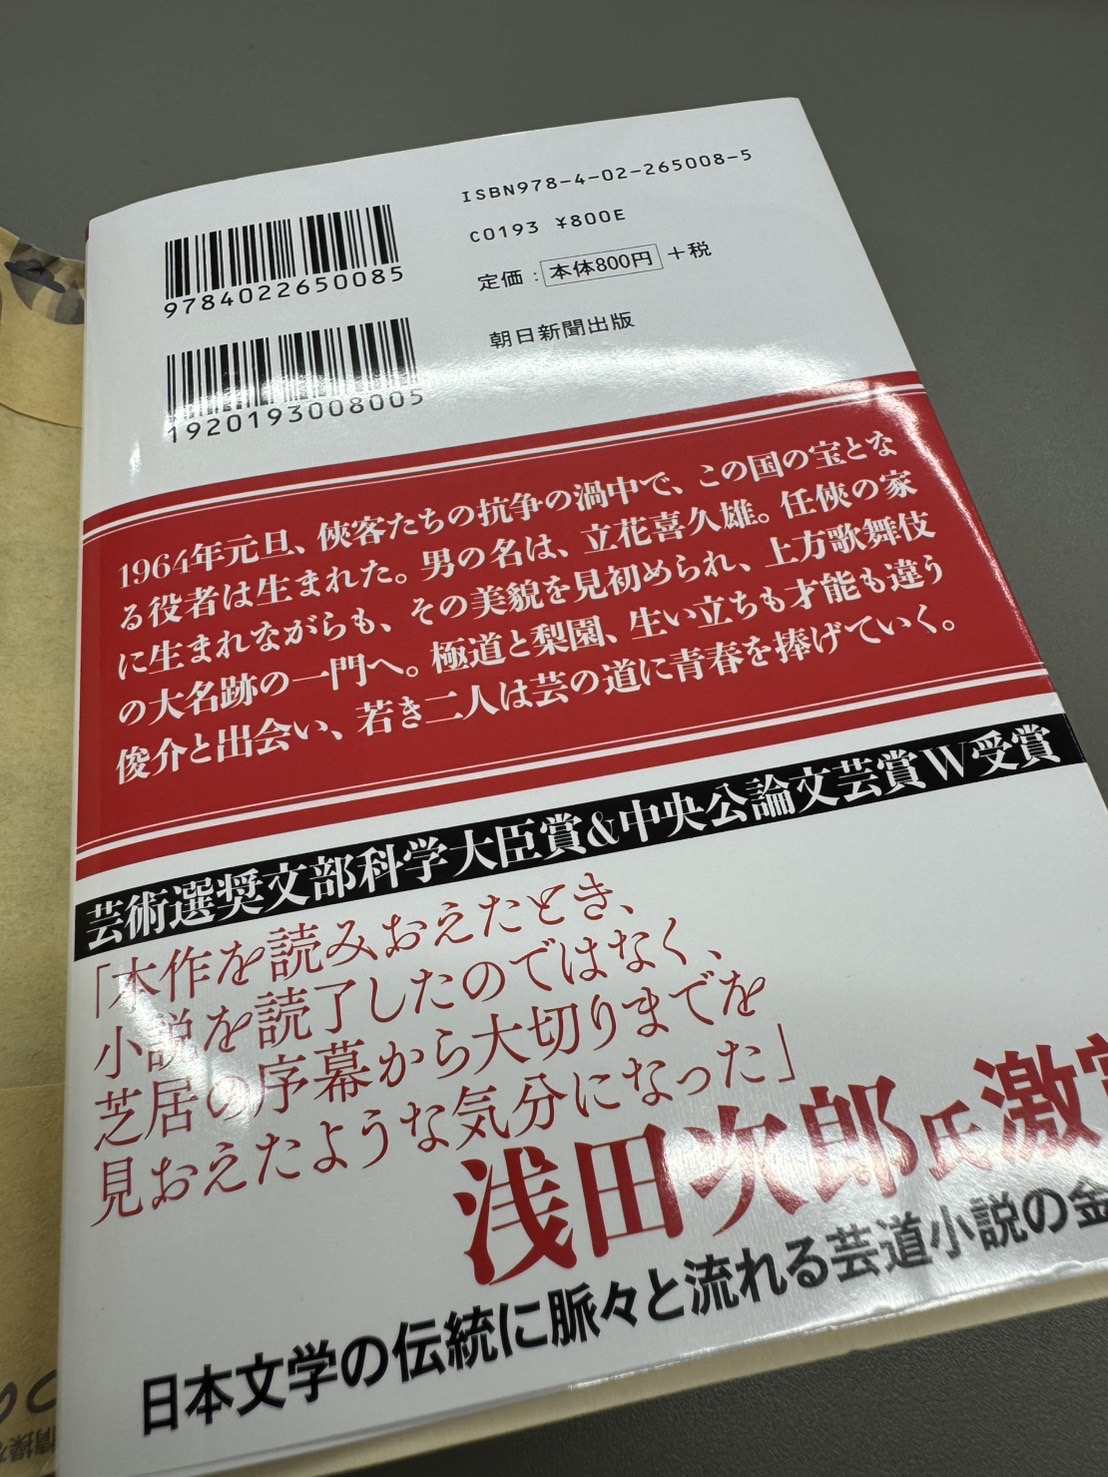 ISBN978-4-02-265008-5
C0193 ¥800E
定価：本体800円＋税
朝日新聞出版
9784022650085
1920193008005
1964年元旦、俠客たちの抗争の渦中で、この国の宝とな
る役者は生まれた。男の名は、立花喜久雄。任俠の家
に生まれながらも、その美貌を見初められ、上方歌舞伎
の大名跡の一門へ。極道と梨園、生い立ちも才能も違う
俊介と出会い、若き二人は芸の道に青春を捧げていく。
芸術選奨文部科学大臣賞&中央公論文芸賞W受賞
「本作を読みおえたとき、
小説を読了したのではなく、
芝居の序幕から大切りまでを
見おえたような気分になった」
浅田次郎氏激賞
日本文学の伝統に脈々と流れる芸道小説の金